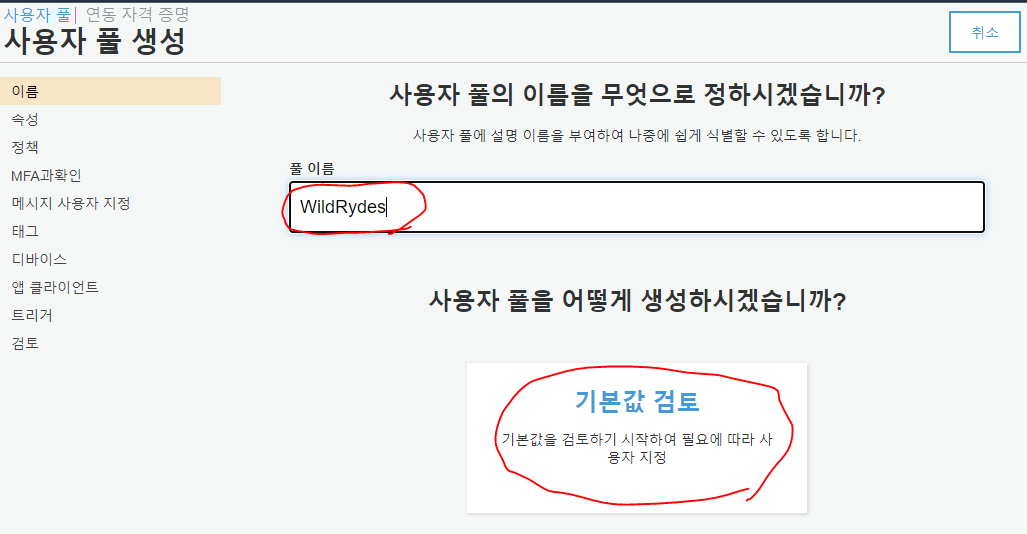 사용자 풀 | 연동 자격 증명
사용자 풀 생성
취소
이름
속성
정책
MFA과확인
메시지 사용자 지정
태그
디바이스
앱 클라이언트
트리거
검토
사용자 풀의 이름을 무엇으로 정하시겠습니까?
사용자 풀에 설명 이름을 부여하여 나중에 쉽게 식별할 수 있도록 합니다.
풀 이름
WildRydes
사용자 풀을 어떻게 생성하시겠습니까?
기본값 검토
기본값을 검토하기 시작하여 필요에 따라 사
용자 지정